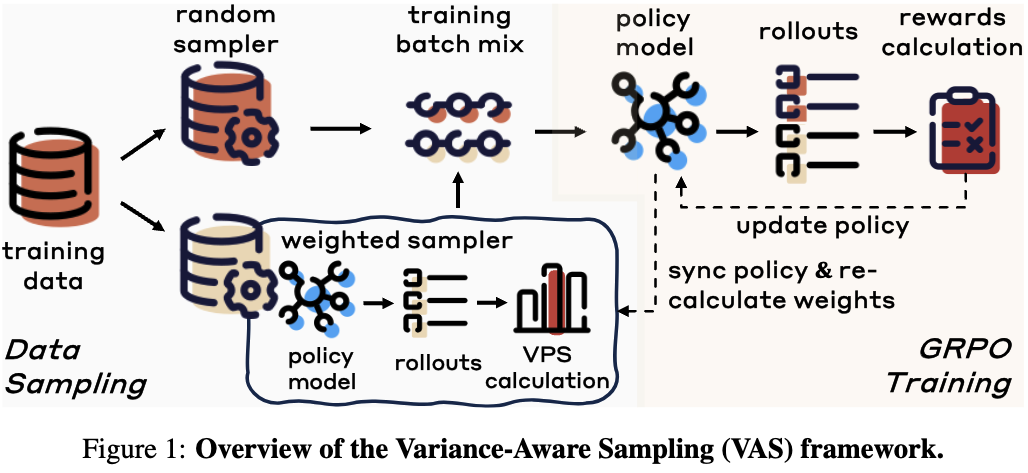 random
sampler
training
batch mix
policy
model
rollouts
rewards
calculation
training
data
weighted sampler
policy
model
rollouts
VPS
calculation
update policy
sync policy & re-
calculate weights
Data
Sampling
GRPO
Training
Figure 1: Overview of the Variance-Aware Sampling (VAS) framework.